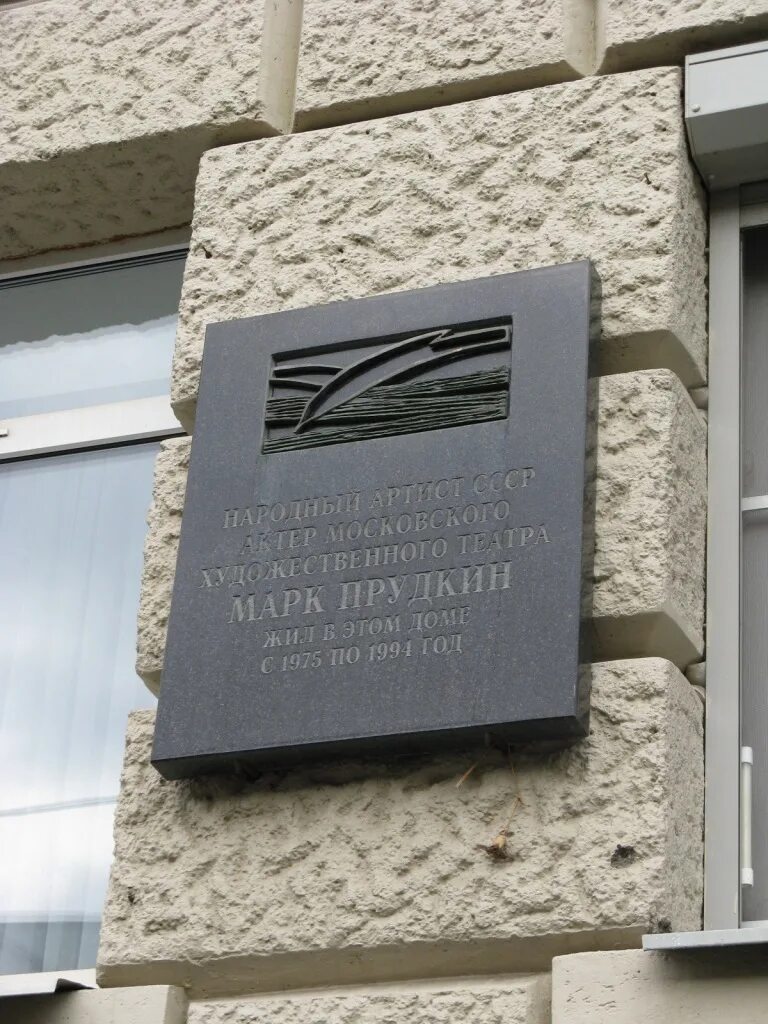 НАРОДНЫЙ АРТИСТ СССР
АКТЕР МОСКОВСКОГО
ХУДОЖЕСТВЕННОГО ТЕАТРА
МАРК ПРУДКИН
ЖИЛ В ЭТОМ ДОМЕ
С 1975 ПО 1994 ГОД